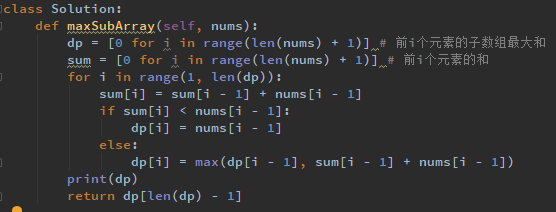 class Solution:
    def maxSubArray(self, nums):
        dp = [0 for j in range(len(nums) + 1)] # 前i个元素的子数组最大和
        sum = [0 for j in range(len(nums) + 1)] # 前i个元素的和
        for i in range(1, len(dp)):
            sum[i] = sum[i - 1] + nums[i - 1]
            if sum[i] < nums[i - 1]:
                dp[i] = nums[i - 1]
            else:
                dp[i] = max(dp[i - 1], sum[i - 1] + nums[i - 1])
        print(dp)
        return dp[len(dp) - 1]